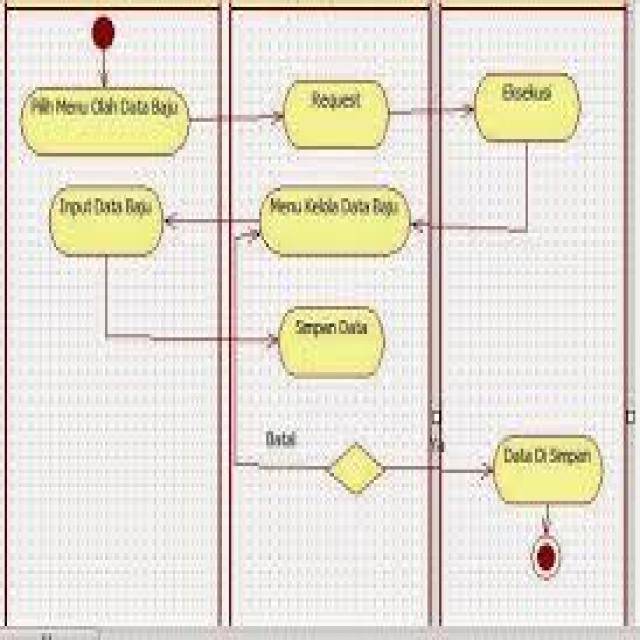 Pilih Menu Olah Data Baju
Request
Eksekusi
Input Data Baju
Menu Kelola Data Baju
Simpan Data
Batal
Ya
Data Di Simpan